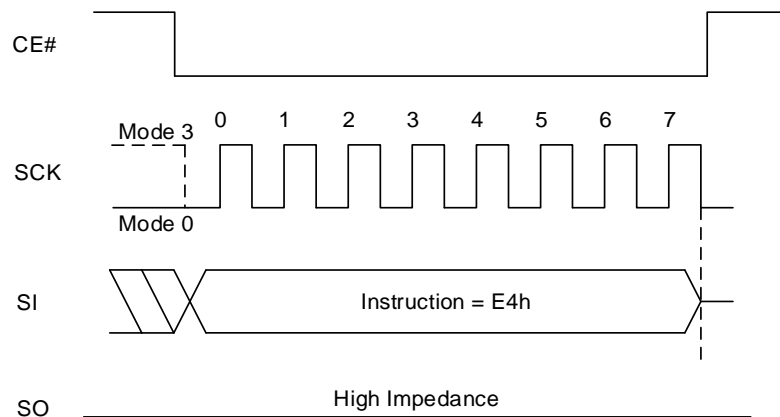 CE#
Mode 3 0 1 2 3 4 5 6 7
SCK
Mode 0
SI Instruction = E4h
SO High Impedance